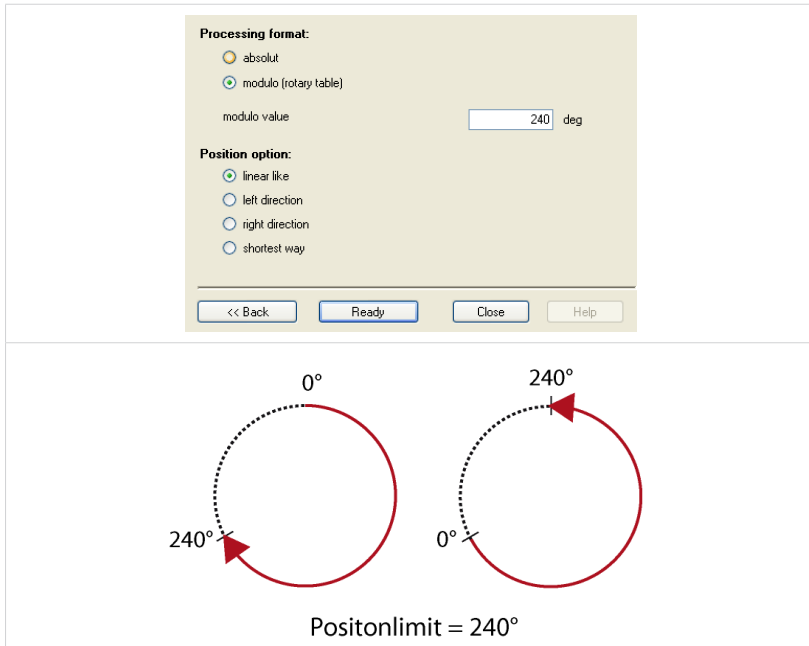 Processing format:
absolut
modulo (rotary table)
modulo value 240 deg
Position option:
linear like
left direction
right direction
shortest way
<< Back Ready Close Help
0° 240°
240° 0°
Positonlimit = 240°